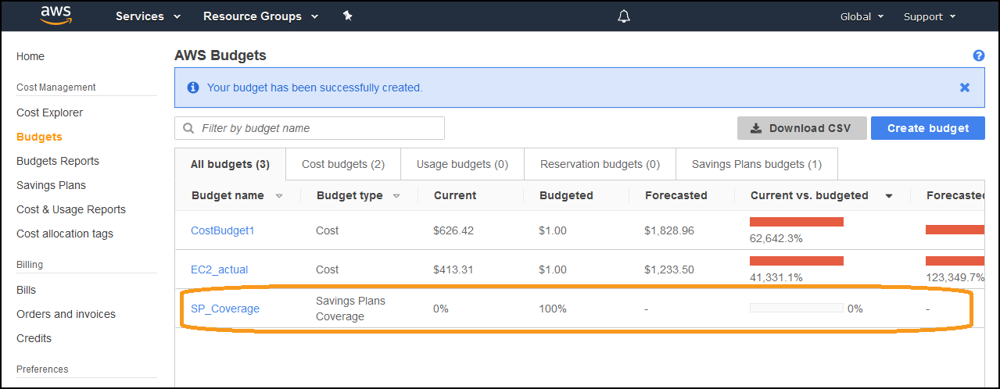 aws
Services Resource Groups Global Support
Home
Cost Management
Cost Explorer
Budgets
Budgets Reports
Savings Plans
Cost & Usage Reports
Cost allocation tags
Billing
Bills
Orders and invoices
Credits
Preferences
AWS Budgets ?
i Your budget has been successfully created.
Filter by budget name Download CSV Create budget
All budgets (3) Cost budgets (2) Usage budgets (0) Reservation budgets (0) Savings Plans budgets (1)
Budget name Budget type Current Budgeted Forecasted Current vs. budgeted Forecasted
CostBudget1 Cost $626.42 $1.00 $1,828.96
62,642.3%
EC2_actual Cost $413.31 $1.00 $1,233.50
41,331.1% 123,349.7%
SP_Coverage Savings Plans 0% 100% - 0% -
Coverage